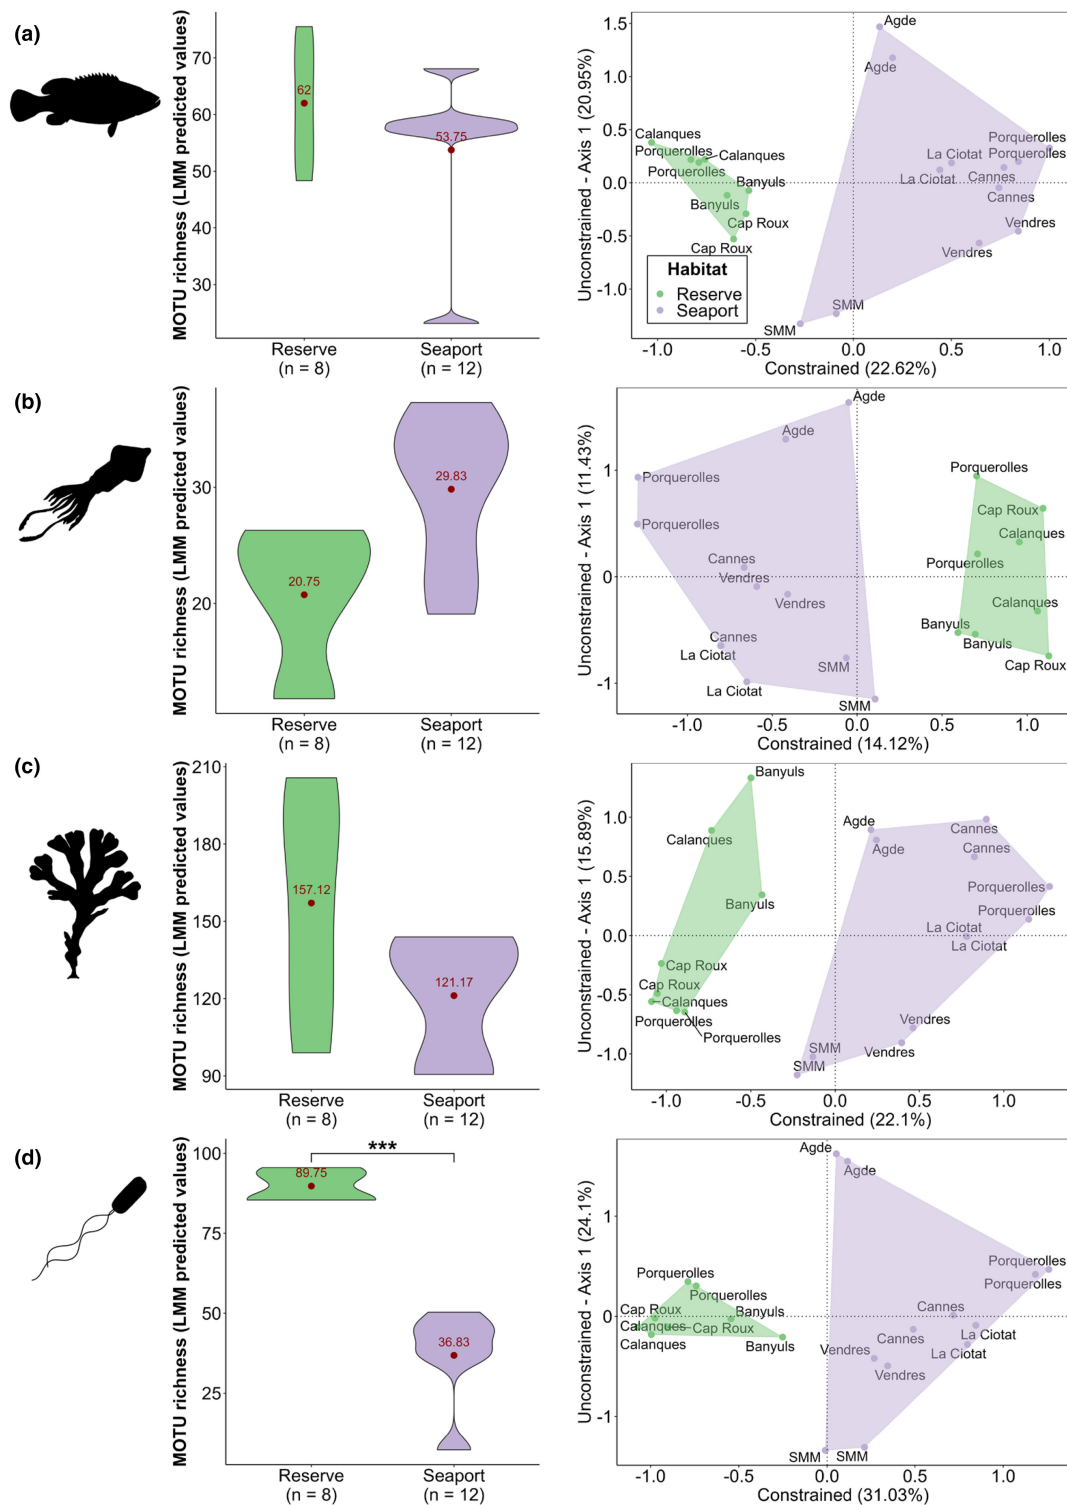 (a)
MOTU richness (LMM predicted values)
70
60
50
40
30
62
53.75
Reserve
(n = 8)
Seaport
(n = 12)
Unconstrained - Axis 1 (20.95%)
1.5
1.0
0.5
0.0
-0.5
-1.0
Agde
Agde
Calanques
Porquerolles
Calanques
Porquerolles
Banyuls
Banyuls
Cap Roux
Cap Roux
Porquerolles
La Ciotat
Porquerolles
La Ciotat
Cannes
Cannes
Vendres
Vendres
SMM
SMM
Habitat
Reserve
Seaport
-1.0
-0.5
0.0
0.5
1.0
Constrained (22.62%)
(b)
MOTU richness (LMM predicted values)
30
20
20.75
29.83
Reserve
(n = 8)
Seaport
(n = 12)
Unconstrained - Axis 1 (11.43%)
1
0
-1
Agde
Agde
Porquerolles
Porquerolles
Cannes
Vendres
Vendres
Cannes
La Ciotat
SMM
La Ciotat
SMM
Porquerolles
Cap Roux
Calanques
Porquerolles
Calanques
Banyuls
Banyuls
Cap Roux
-1.0
-0.5
0.0
0.5
1.0
Constrained (14.12%)
(c)
MOTU richness (LMM predicted values)
210
180
150
120
90
157.12
121.17
Reserve
(n = 8)
Seaport
(n = 12)
Unconstrained - Axis 1 (15.89%)
1.0
0.5
0.0
-0.5
-1.0
Banyuls
Calanques
Banyuls
Cap Roux
Cap Roux
Calanques
Porquerolles
Porquerolles
Agde
Agde
Cannes
Cannes
Porquerolles
Porquerolles
La Ciotat
La Ciotat
Vendres
Vendres
SMM
SMM
-1.0
-0.5
0.0
0.5
1.0
Constrained (22.1%)
(d)
MOTU richness (LMM predicted values)
100
75
50
25
***
89.75
36.83
Reserve
(n = 8)
Seaport
(n = 12)
Unconstrained - Axis 1 (24.1%)
1
0
-1
Agde
Agde
Porquerolles
Porquerolles
Cap Roux
Banyuls
Calanques
Cap Roux
Calanques
Banyuls
Porquerolles
Porquerolles
Cannes
Cannes
La Ciotat
La Ciotat
Vendres
Vendres
SMM
SMM
-1.0
-0.5
0.0
0.5
1.0
Constrained (31.03%)